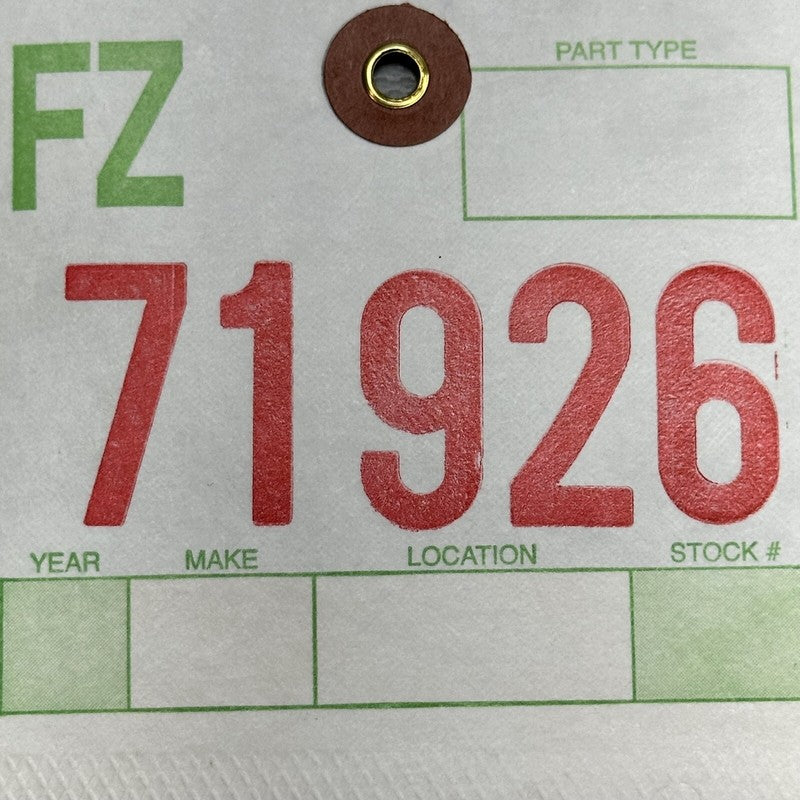 FZ
PART TYPE
71926
YEAR MAKE LOCATION STOCK #